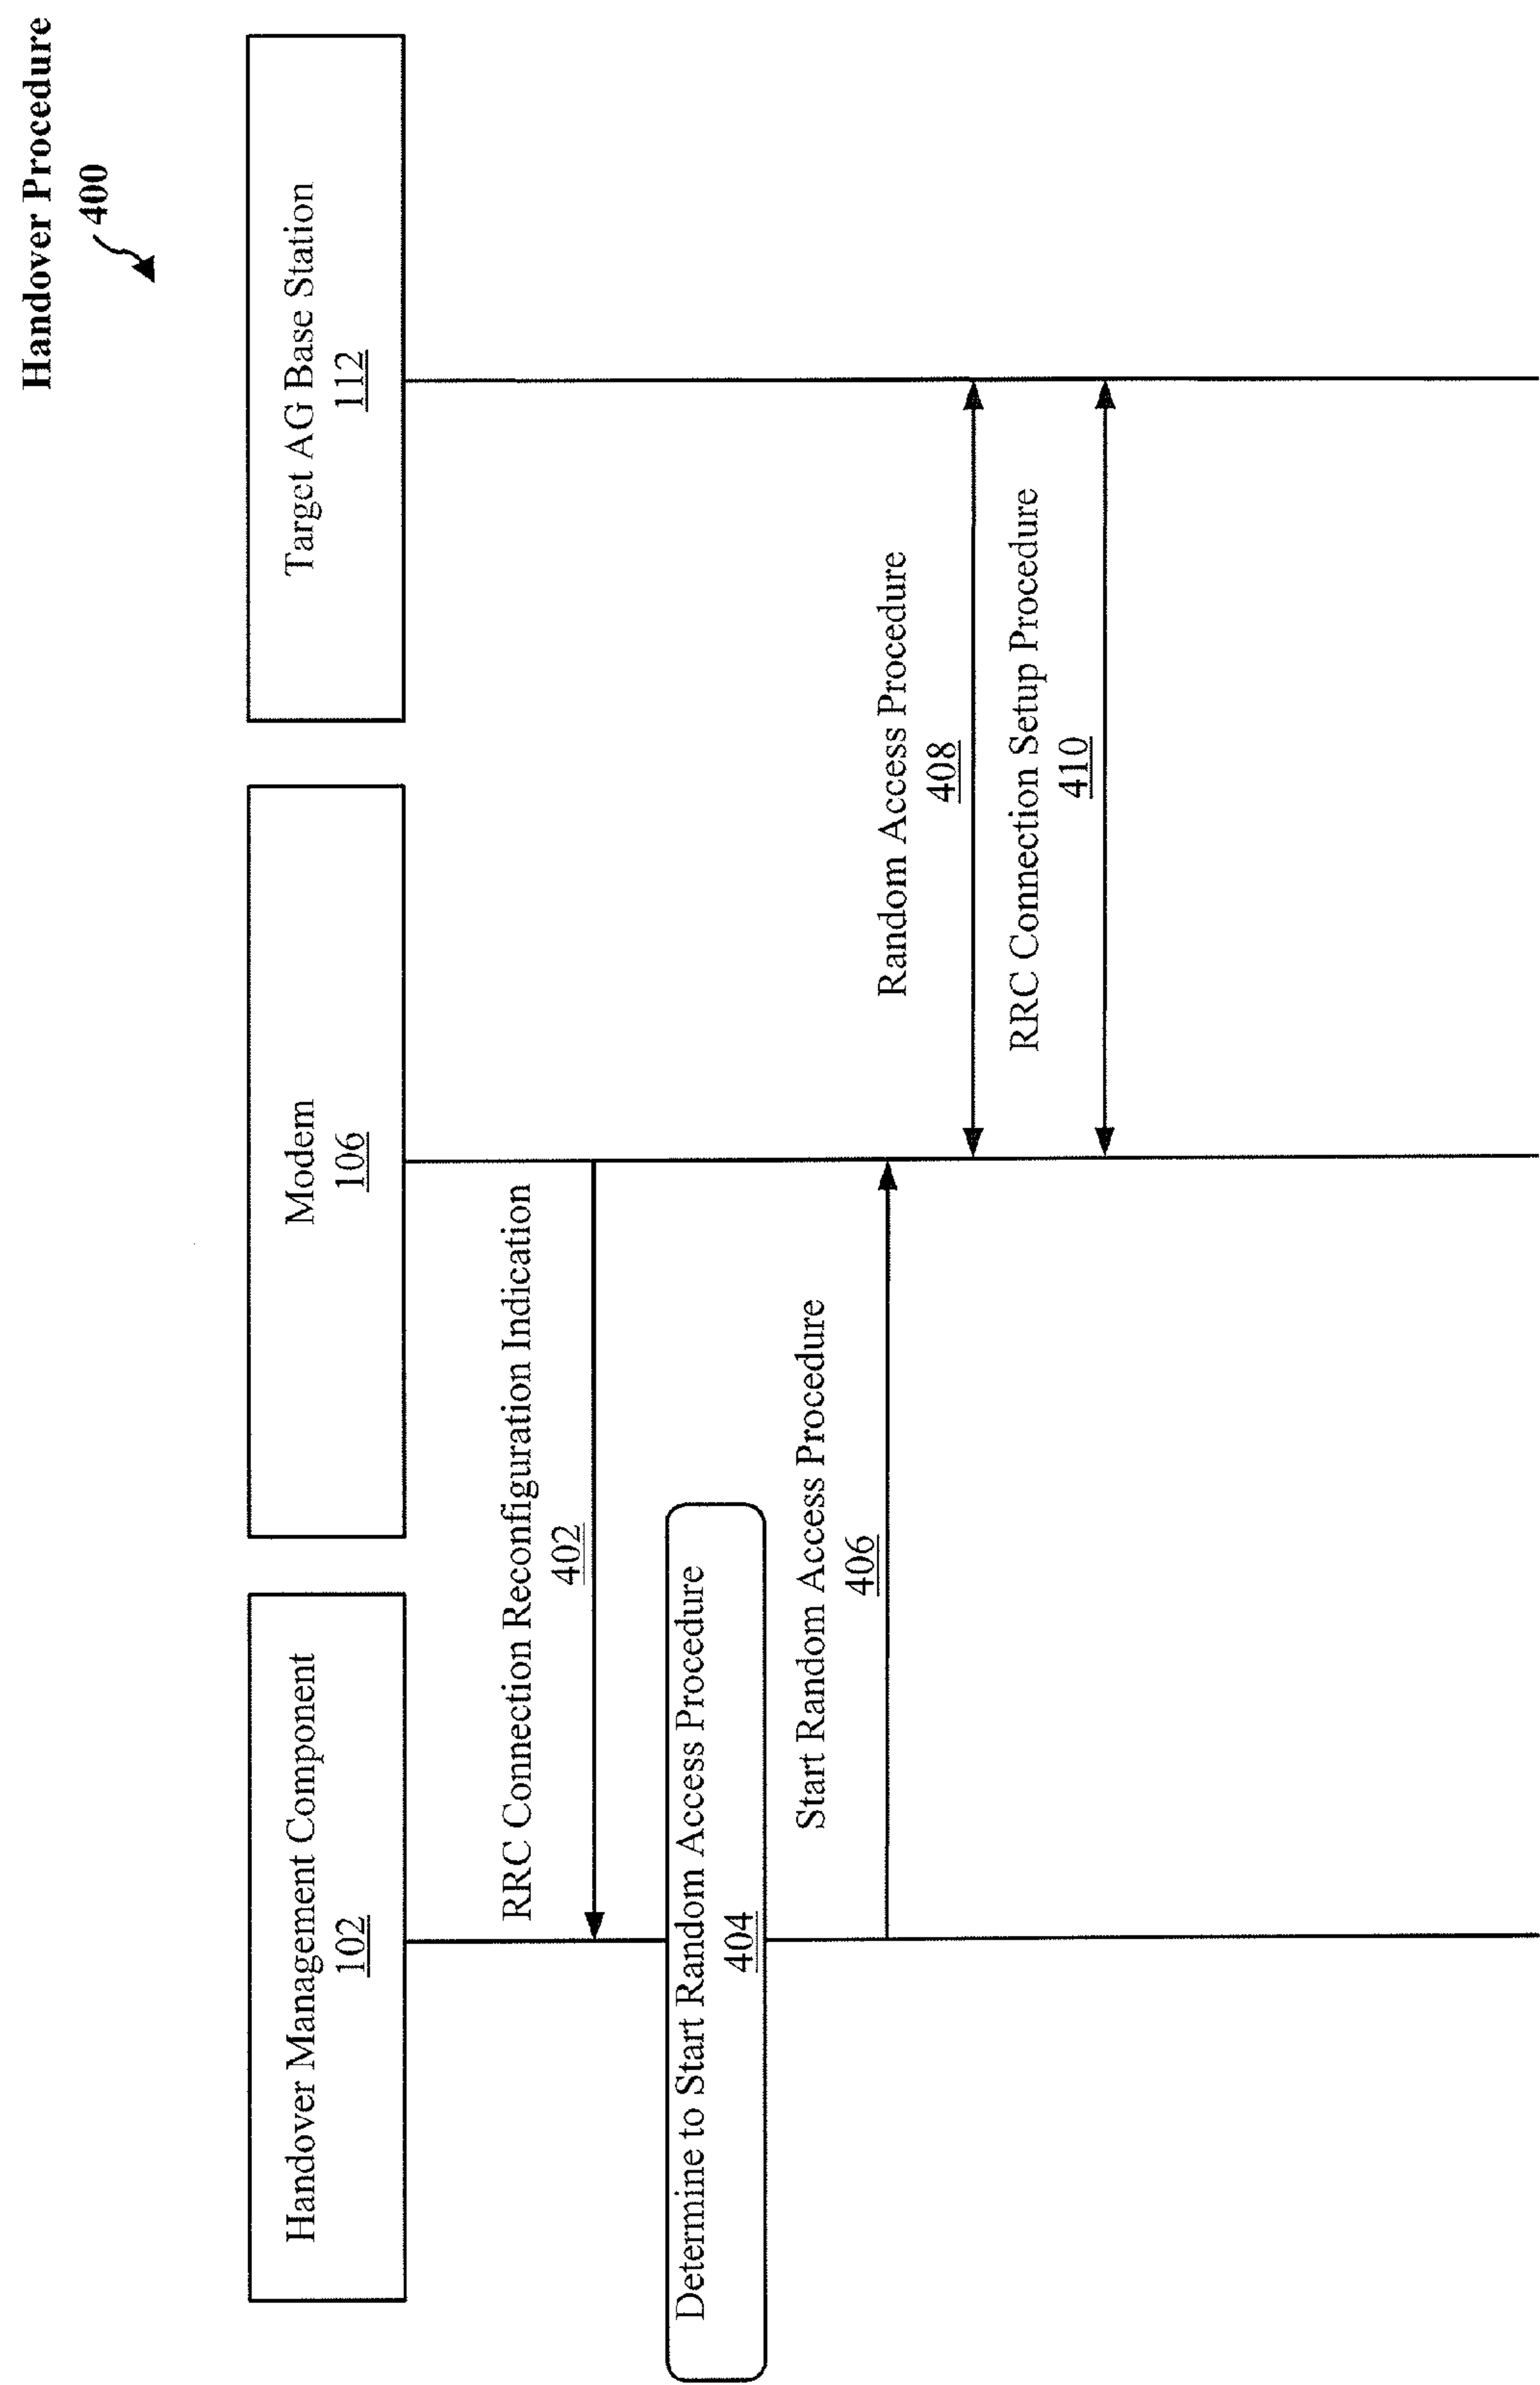 Handover Procedure
400
Handover Management Component
102
Modem
106
Target AG Base Station
112
RRC Connection Reconfiguration Indication
402
Determine to Start Random Access Procedure
404
Start Random Access Procedure
406
Random Access Procedure
408
RRC Connection Setup Procedure
410